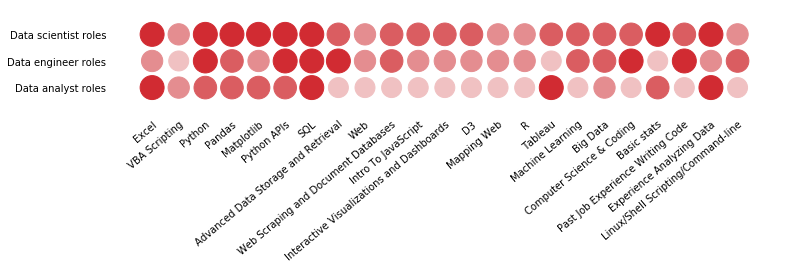 Data scientist roles
Data engineer roles
Data analyst roles
Excel
VBA Scripting
Python
Pandas
Matplotlib
Python APIs
SQL
Advanced Data Storage and Retrieval
Web
Web Scraping and Document Databases
Intro To JavaScript
Interactive Visualizations and Dashboards
D3
Mapping Web
R
Tableau
Machine Learning
Big Data
Computer Science & Coding
Basic stats
Past Job Experience Writing Code
Experience Analyzing Data
Linux/Shell Scripting/Command-line